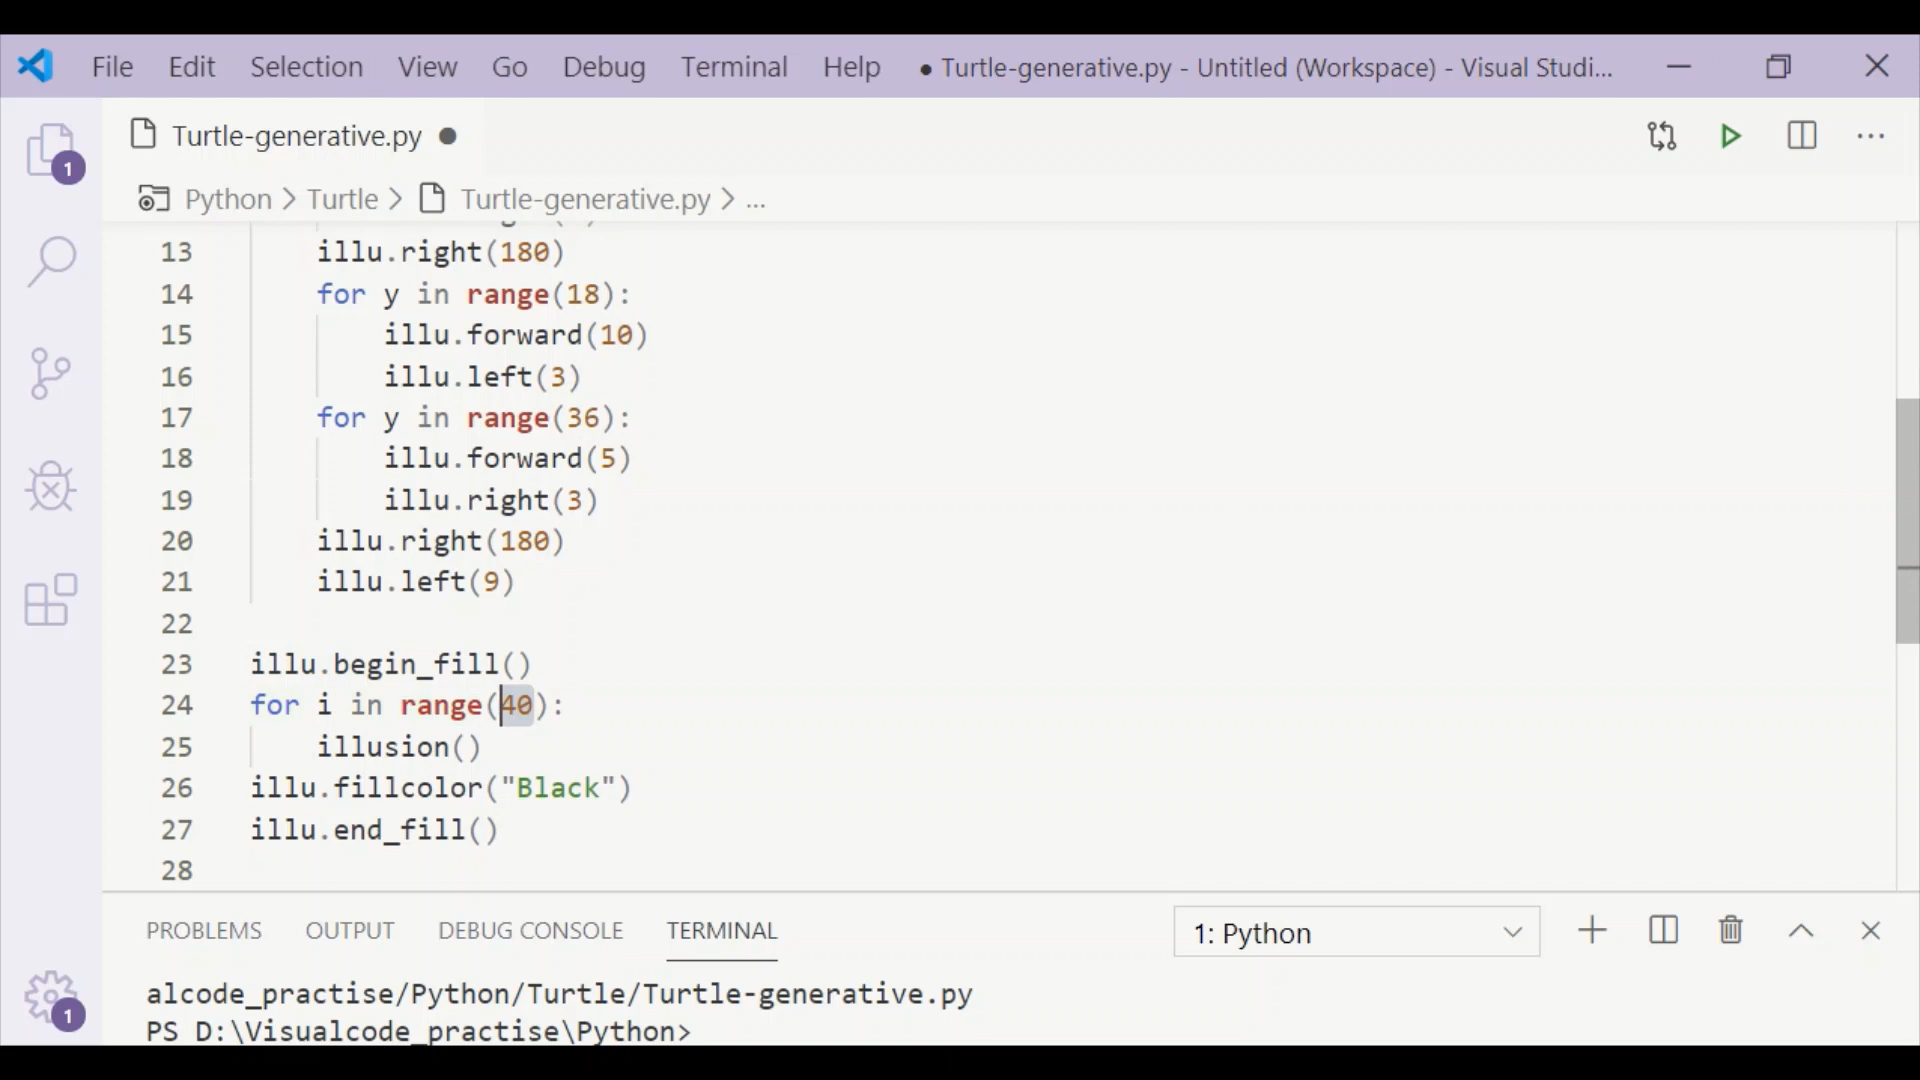 File Edit Selection View Go Debug Terminal Help ● Turtle-generative.py - Untitled (Workspace) - Visual Studi...
1 Turtle-generative.py ●
Python > Turtle > Turtle-generative.py > ...
13 illu.right(180)
14 for y in range(18):
15 illu.forward(10)
16 illu.left(3)
17 for y in range(36):
18 illu.forward(5)
19 illu.right(3)
20 illu.right(180)
21 illu.left(9)
22
23 illu.begin_fill()
24 for i in range(40):
25 illusion()
26 illu.fillcolor("Black")
27 illu.end_fill()
28
PROBLEMS OUTPUT DEBUG CONSOLE TERMINAL 1: Python
alcode_practise/Python/Turtle/Turtle-generative.py
1 PS D:\Visualcode_practise\Python>